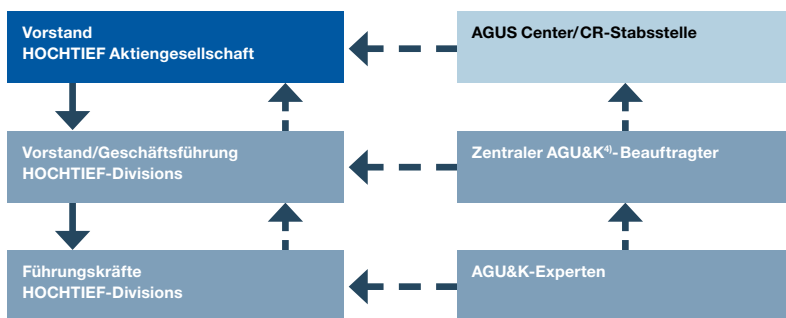 Vorstand
HOCHTIEF Aktiengesellschaft
AGUS Center/CR-Stabsstelle
Vorstand/Geschäftsführung
HOCHTIEF-Divisions
Zentraler AGU&K⁴⁾-Beauftragter
Führungskräfte
HOCHTIEF-Divisions
AGU&K-Experten